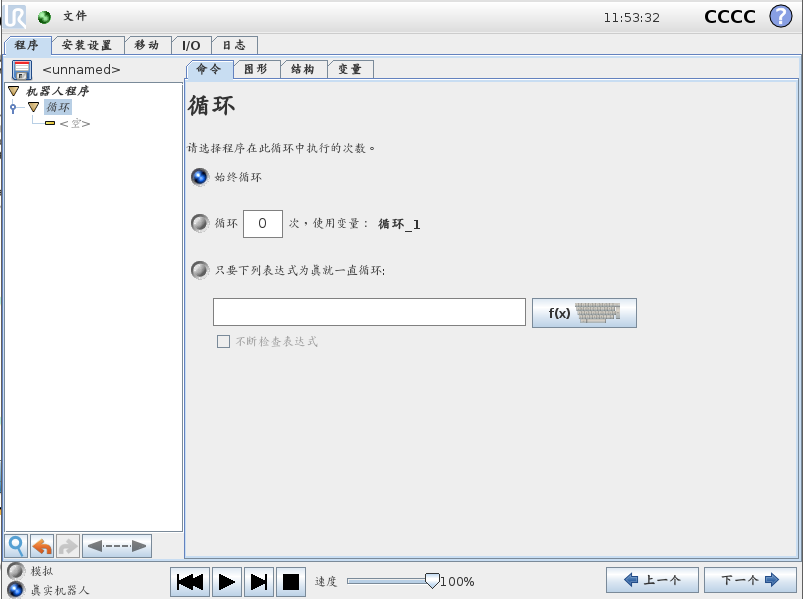 UR 文件 11:53:32 CCCC ?
程序 安装设置 移动 I/O 日志
<unnamed> 命令 图形 结构 变量
机器人程序
循环
<空>
循环
请选择程序在此循环中执行的次数。
始终循环
循环 0 次，使用变量： 循环_1
只要下列表达式为真就一直循环:
f(x)
不断检查表达式
模拟
真实机器人
速度 100% 上一个 下一个